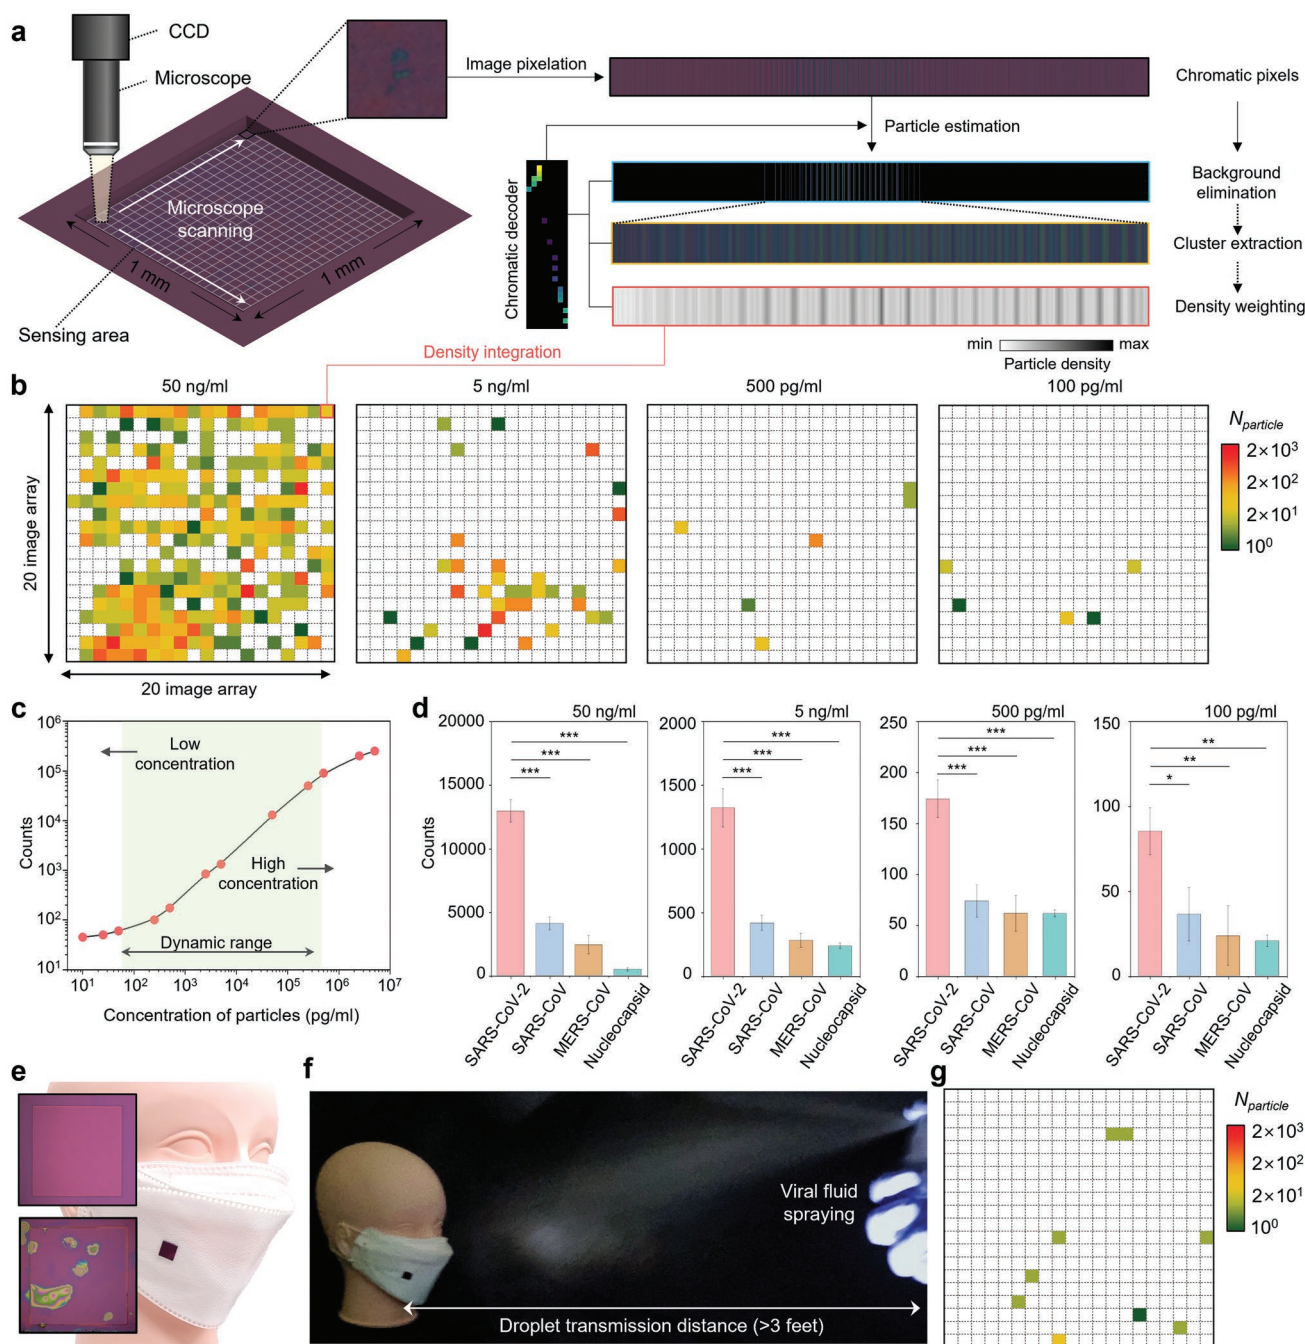 a
CCD
Microscope
Microscope
scanning
1 mm
1 mm
Sensing area
Image pixelation
Chromatic pixels
Particle estimation
Chromatic decoder
Background
elimination
Cluster extraction
Density weighting
min
max
Particle density
Density integration
b
50 ng/ml
5 ng/ml
500 pg/ml
100 pg/ml
20 image array
20 image array
N_particle
2×10³
2×10²
2×10¹
10⁰
c
10⁶
10⁵
10⁴
10³
10²
10¹
Counts
Low
concentration
High
concentration
Dynamic range
10¹ 10² 10³ 10⁴ 10⁵ 10⁶ 10⁷
Concentration of particles (pg/ml)
d
50 ng/ml
20000
15000
10000
5000
0
Counts
***
***
***
SARS-CoV-2
SARS-CoV
MERS-CoV
Nucleocapsid
5 ng/ml
2000
1500
1000
500
0
***
***
***
SARS-CoV-2
SARS-CoV
MERS-CoV
Nucleocapsid
500 pg/ml
250
200
150
100
50
0
***
***
***
SARS-CoV-2
SARS-CoV
MERS-CoV
Nucleocapsid
100 pg/ml
150
100
50
0
**
**
*
SARS-CoV-2
SARS-CoV
MERS-CoV
Nucleocapsid
e
f
Viral fluid
spraying
Droplet transmission distance (>3 feet)
g
N_particle
2×10³
2×10²
2×10¹
10⁰